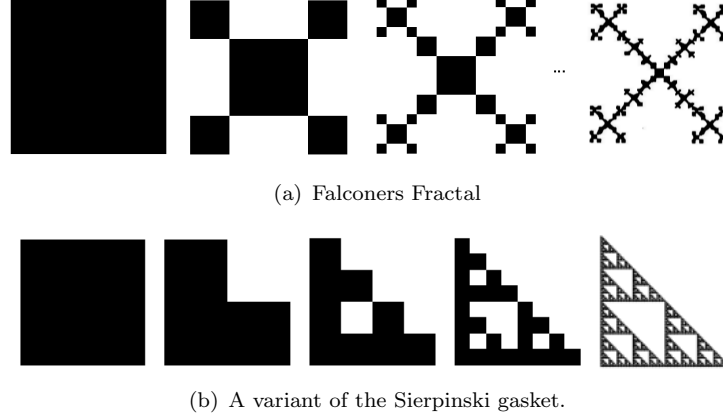 ...
(a) Falconers Fractal
(b) A variant of the Sierpinski gasket.